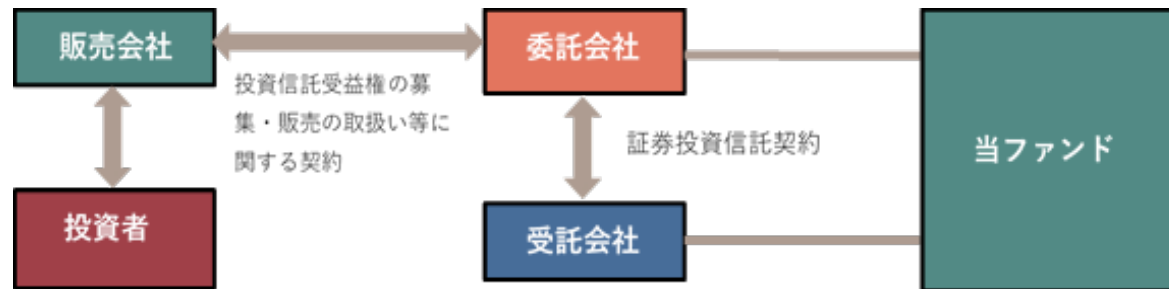 販売会社
委託会社
投資信託受益権の募
集・販売の取扱い等に
関する契約
証券投資信託契約
当ファンド
投資者
受託会社